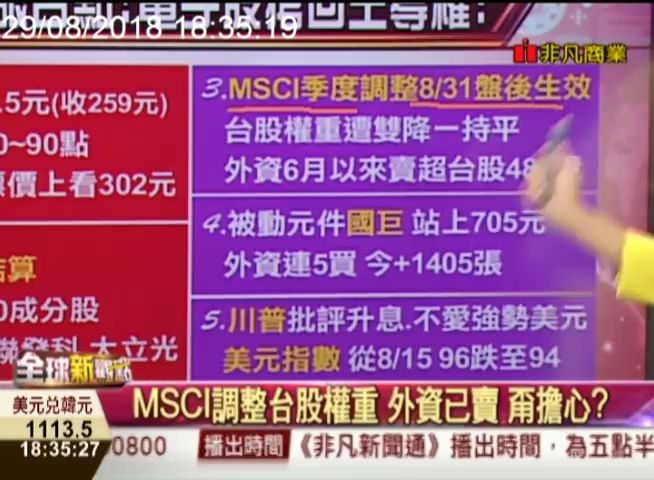 29/08/2018 18:35:19
非凡商業
.5元(收259元)
0~90點
價上看302元
結算
0成分股
聯發科 大立光
3.MSCI季度調整8/31盤後生效
台股權重遭雙降一持平
外資6月以來賣超台股48
4.被動元件國巨 站上705元
外資連5買 今+1405張
5.川普批評升息.不愛強勢美元
美元指數 從8/15 96跌至94
全球新觀點
MSCI調整台股權重 外資已賣 甭擔心?
美元兌韓元
1113.5
18:35:27
0800
播出時間 《非凡新聞通》播出時間，為五點半